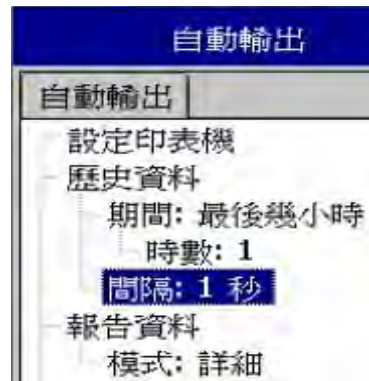 自動輸出
自動輸出
設定印表機
歷史資料
期間: 最後幾小時
時數: 1
間隔: 1 秒
報告資料
模式: 詳細